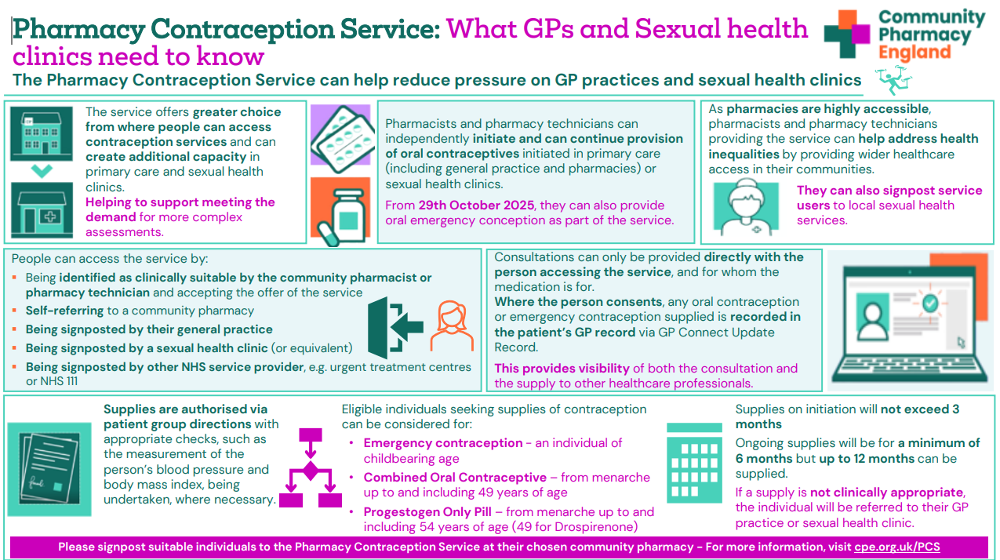 Pharmacy Contraception Service: What GPs and Sexual health
clinics need to know
Community
Pharmacy
England
The Pharmacy Contraception Service can help reduce pressure on GP practices and sexual health clinics
The service offers greater choice
from where people can access
contraception services and can
create additional capacity in
primary care and sexual health
clinics.
Helping to support meeting the
demand for more complex
assessments.
Pharmacists and pharmacy technicians can
independently initiate and can continue provision
of oral contraceptives initiated in primary care
(including general practice and pharmacies) or
sexual health clinics.
From 29th October 2025, they can also provide
oral emergency conception as part of the service.
As pharmacies are highly accessible,
pharmacists and pharmacy technicians
providing the service can help address health
inequalities by providing wider healthcare
access in their communities.
They can also signpost service
users to local sexual health
services.
People can access the service by:
▪ Being identified as clinically suitable by the community pharmacist or
pharmacy technician and accepting the offer of the service
▪ Self-referring to a community pharmacy
▪ Being signposted by their general practice
▪ Being signposted by a sexual health clinic (or equivalent)
▪ Being signposted by other NHS service provider, e.g. urgent treatment centres
or NHS 111
Consultations can only be provided directly with the
person accessing the service, and for whom the
medication is for.
Where the person consents, any oral contraception
or emergency contraception supplied is recorded in
the patient's GP record via GP Connect Update
Record.
This provides visibility of both the consultation and
the supply to other healthcare professionals.
Supplies are authorised via
patient group directions with
appropriate checks, such as
the measurement of the
person's blood pressure and
body mass index, being
undertaken, where necessary.
Eligible individuals seeking supplies of contraception
can be considered for:
• Emergency contraception - an individual of
childbearing age
• Combined Oral Contraceptive – from menarche
up to and including 49 years of age
• Progestogen Only Pill – from menarche up to and
including 54 years of age (49 for Drospirenone)
Supplies on initiation will not exceed 3
months
Ongoing supplies will be for a minimum of
6 months but up to 12 months can be
supplied.
If a supply is not clinically appropriate,
the individual will be referred to their GP
practice or sexual health clinic.
Please signpost suitable individuals to the Pharmacy Contraception Service at their chosen community pharmacy - For more information, visit cpe.org.uk/PCS